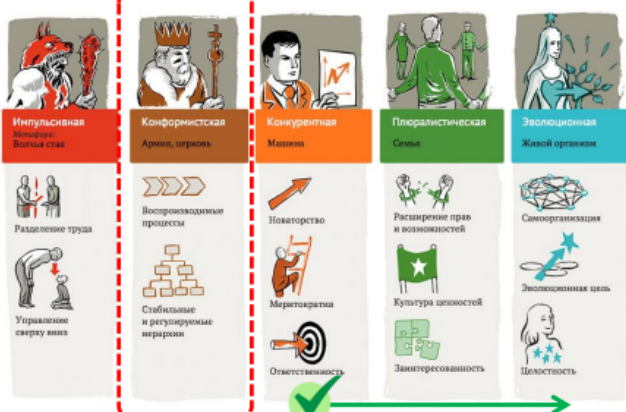 Импульсивная
Метафора:
Волчья стая
Разделение труда
Управление
сверху вниз
Конформистская
Армия, церковь
Воспроизводимые
процессы
Стабильные
и регулируемые
иерархии
Конкурентная
Машина
Новаторство
Меритократия
Ответственность
Плюралистическая
Семья
Расширение прав
и возможностей
Культура ценностей
Заинтересованность
Эволюционная
Живой организм
Самоорганизация
Эволюционная цель
Целостность